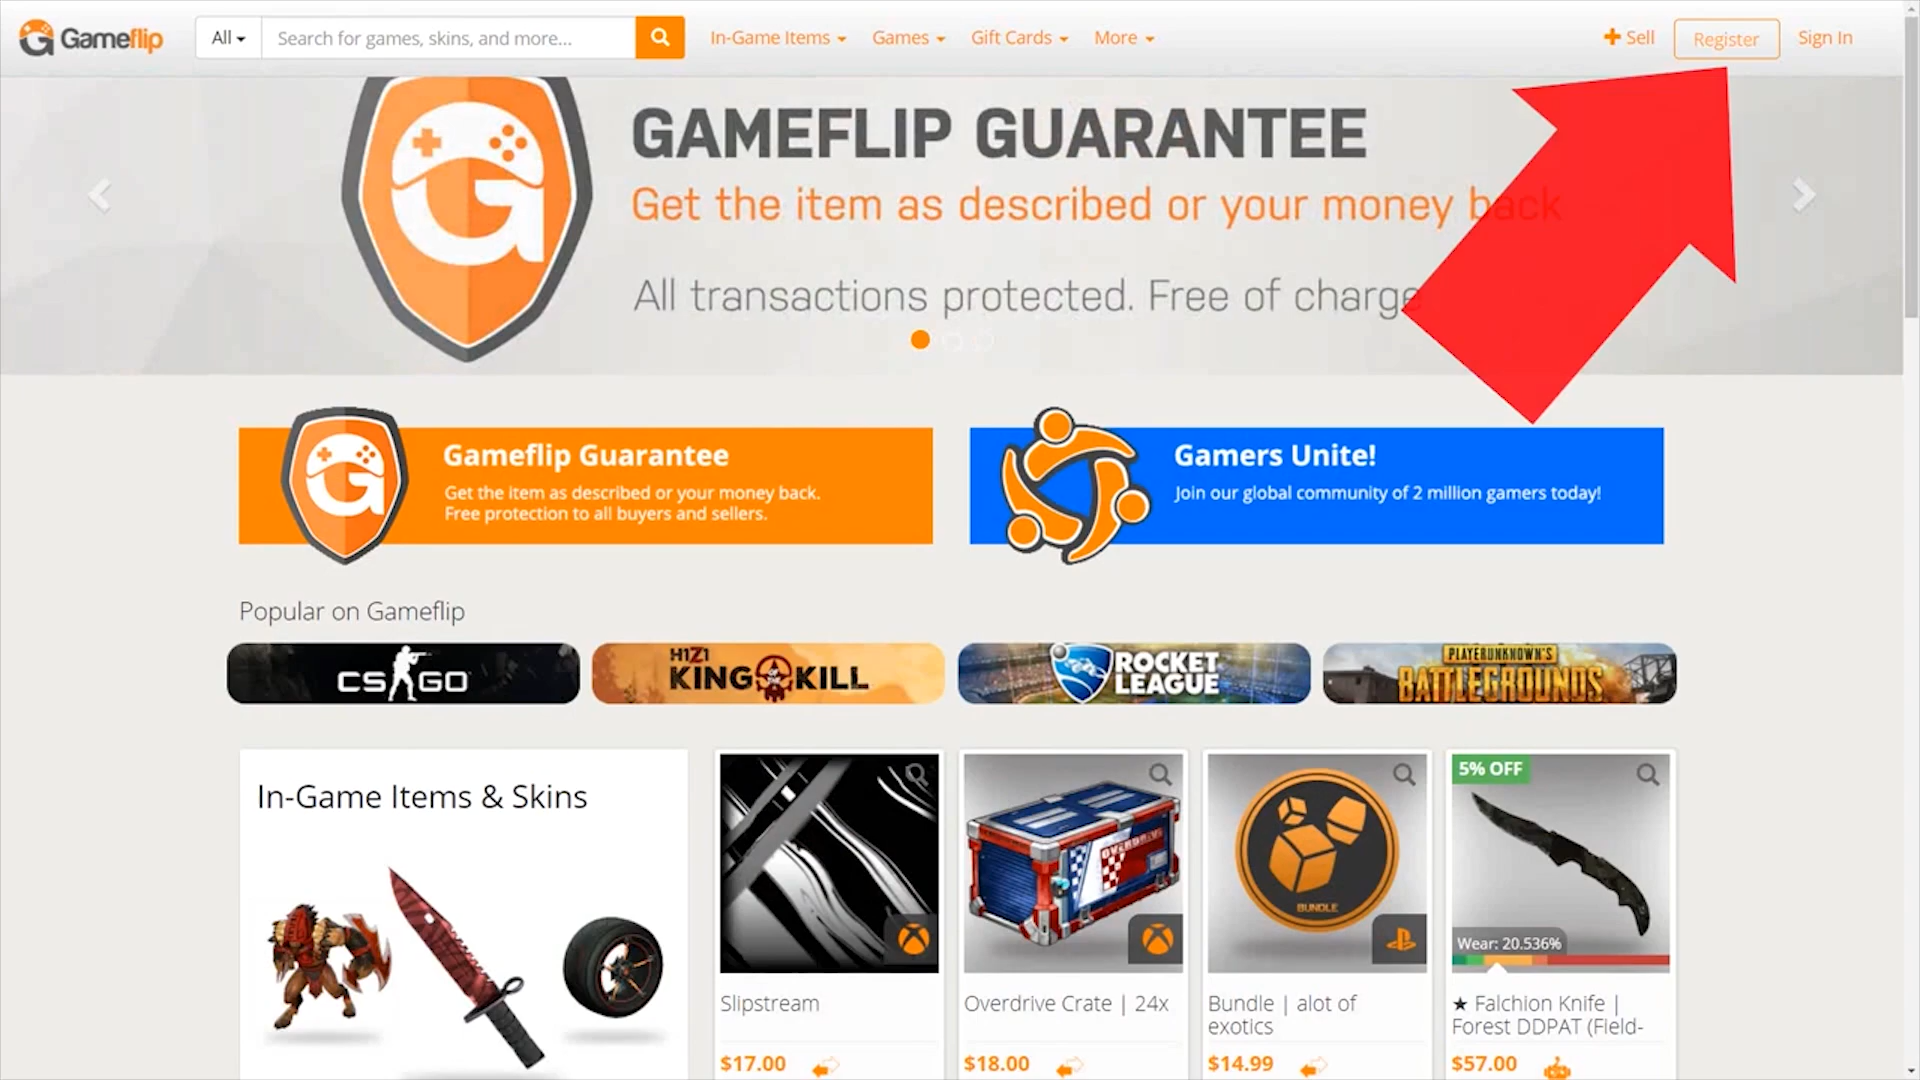 Gameflip
All
Search for games, skins, and more...
In-Game Items
Games
Gift Cards
More
Sell
Register
Sign In
GAMEFLIP GUARANTEE
Get the item as described or your money back
All transactions protected. Free of charge
Gameflip Guarantee
Get the item as described or your money back.
Free protection to all buyers and sellers.
Gamers Unite!
Join our global community of 2 million gamers today!
Popular on Gameflip
CS GO
H1Z1
KING KILL
ROCKET
LEAGUE
PLAYERUNKNOWN'S
BATTLEGROUNDS
In-Game Items & Skins
OVERDRIVE
BUNDLE
5% OFF
Wear: 20.536%
Slipstream
$17.00
Overdrive Crate | 24x
$18.00
Bundle | alot of
exotics
$14.99
★ Falchion Knife |
Forest DDPAT (Field-
$57.00